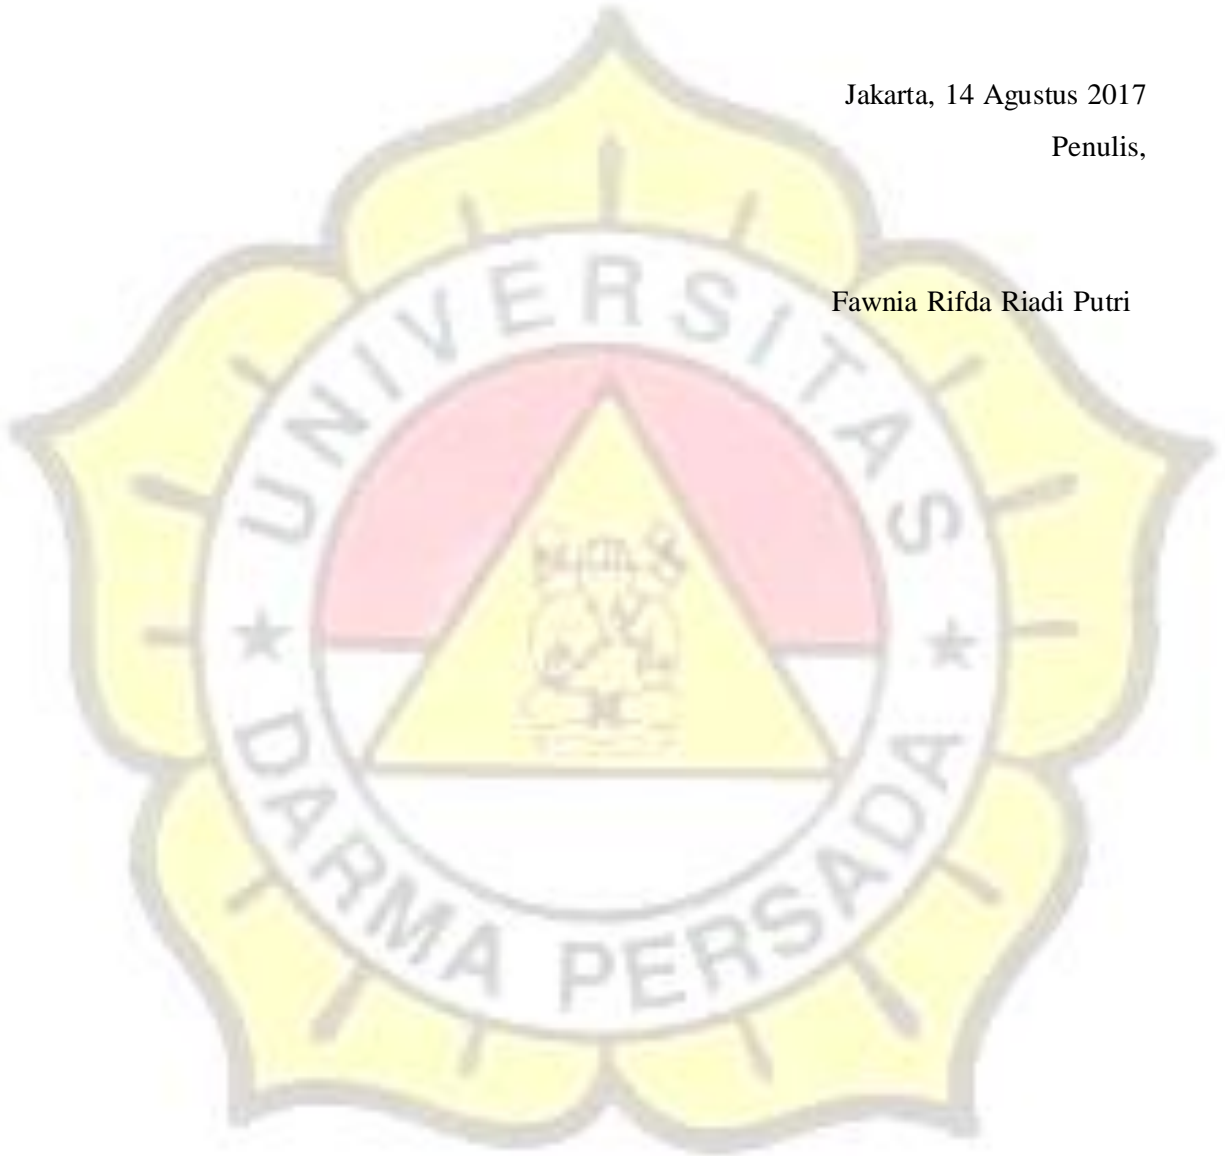 Jakarta, 14 Agustus 2017
Penulis,
Fawnia Rifda Riadi Putri
UNIVERSITAS
DARMA PERSADA